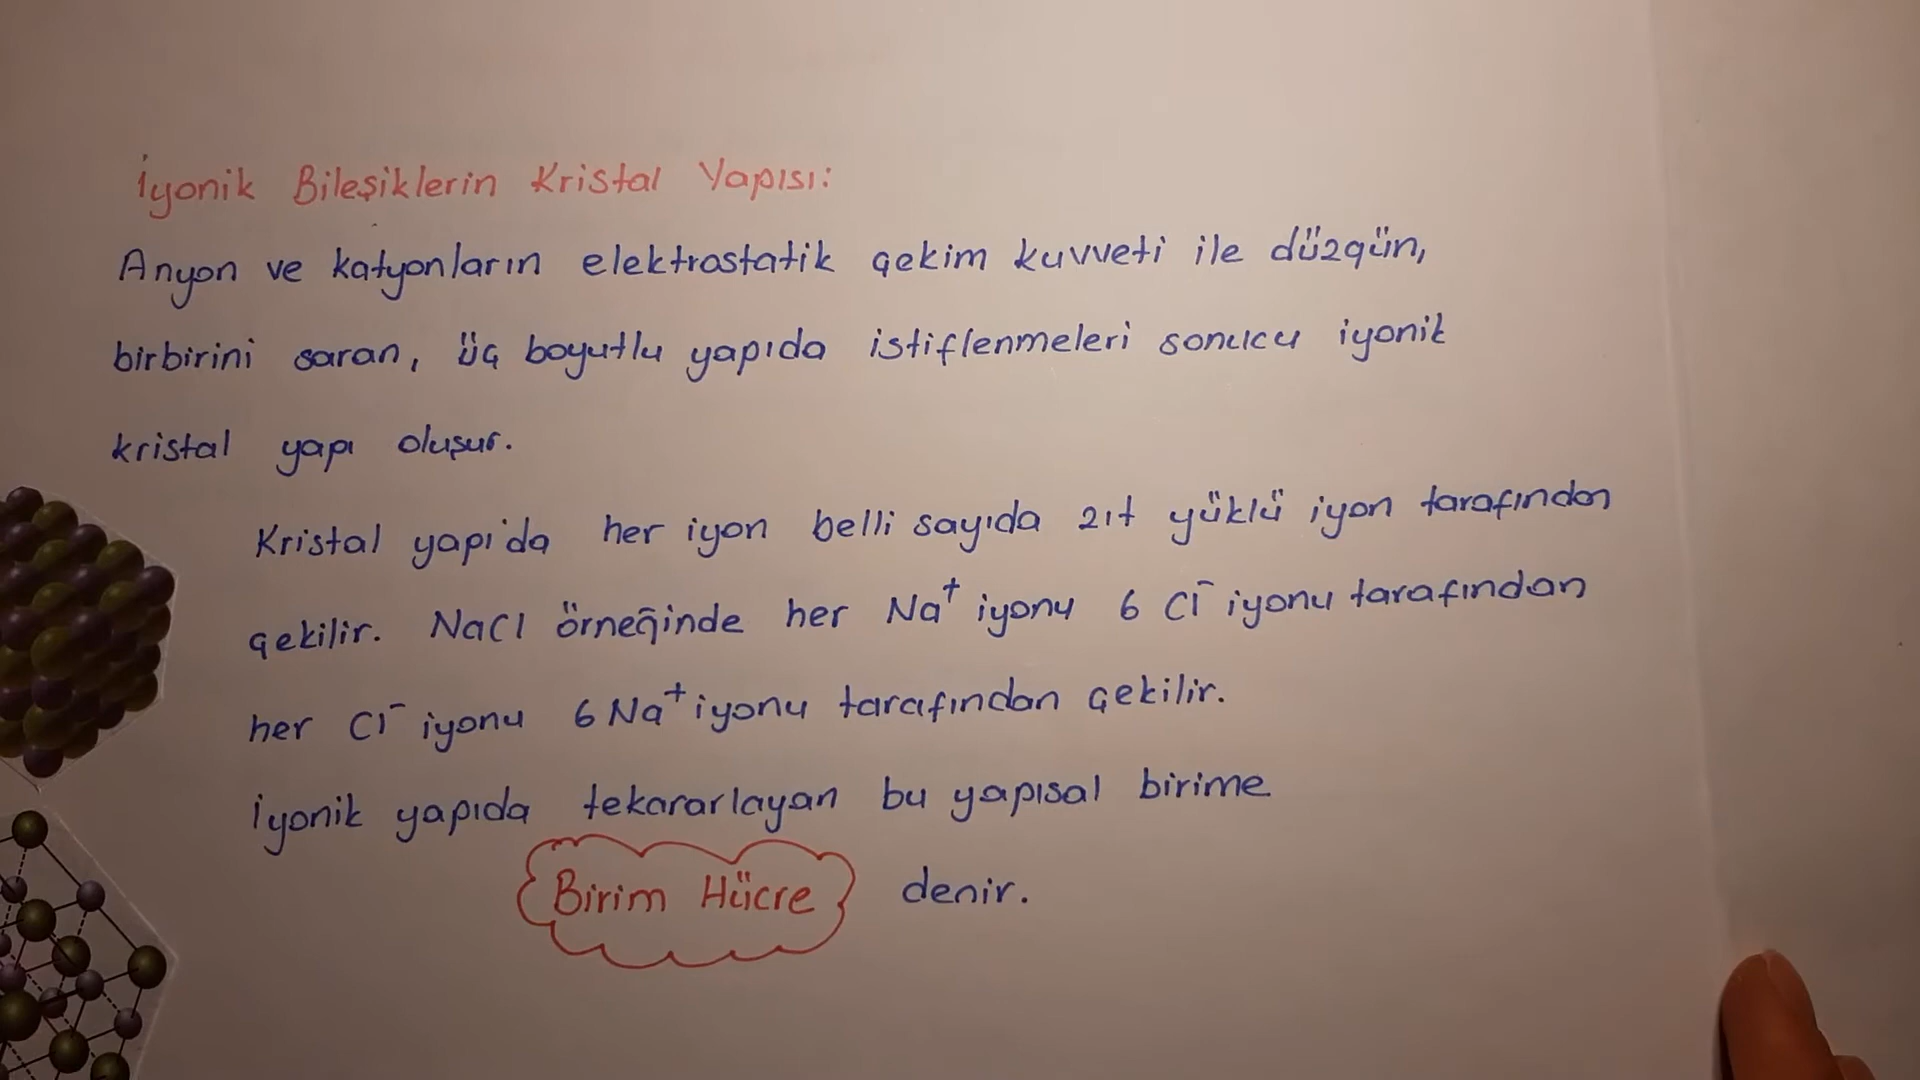 İyonik Bileşiklerin Kristal Yapısı:
Anyon ve katyonların elektrostatik çekim kuvveti ile düzgün,
birbirini saran, üç boyutlu yapıda istiflenmeleri sonucu iyonik
kristal yapı oluşur.
Kristal yapı'da her iyon belli sayıda zıt yüklü iyon tarafından
çekilir. NaCl örneğinde her Na⁺ iyonu 6 Cl⁻ iyonu tarafından
her Cl⁻ iyonu 6 Na⁺ iyonu tarafından çekilir.
İyonik yapıda tekararlayan bu yapısal birime
Birim Hücre denir.